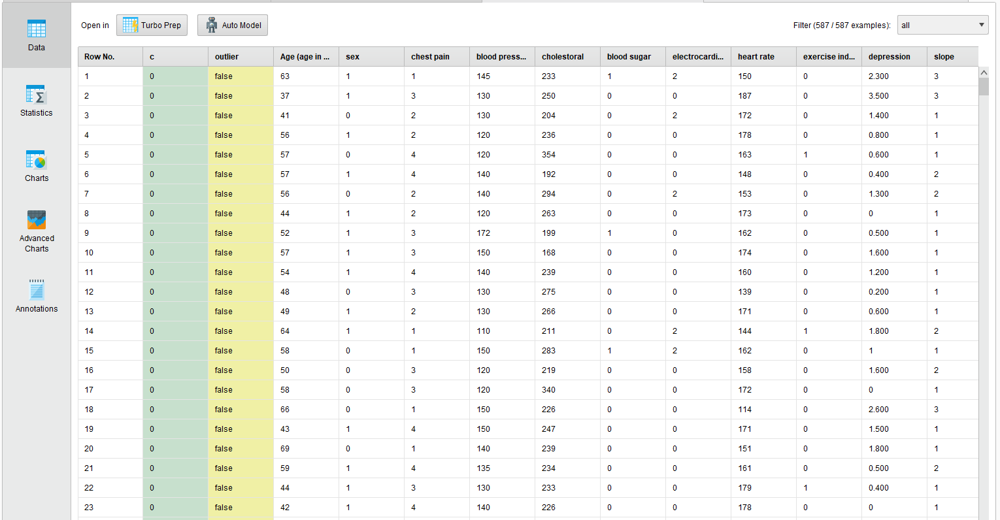 Data
Statistics
Charts
Advanced
Charts
Annotations
Open in Turbo Prep Auto Model Filter (587 / 587 examples): all
Row No. c outlier Age (age in ... sex chest pain blood press... cholestoral blood sugar electrocardi... heart rate exercise ind... depression slope
1 0 false 63 1 1 145 233 1 2 150 0 2.300 3
2 0 false 37 1 3 130 250 0 0 187 0 3.500 3
3 0 false 41 0 2 130 204 0 2 172 0 1.400 1
4 0 false 56 1 2 120 236 0 0 178 0 0.800 1
5 0 false 57 0 4 120 354 0 0 163 1 0.600 1
6 0 false 57 1 4 140 192 0 0 148 0 0.400 2
7 0 false 56 0 2 140 294 0 2 153 0 1.300 2
8 0 false 44 1 2 120 263 0 0 173 0 0 1
9 0 false 52 1 3 172 199 1 0 162 0 0.500 1
10 0 false 57 1 3 150 168 0 0 174 0 1.600 1
11 0 false 54 1 4 140 239 0 0 160 0 1.200 1
12 0 false 48 0 3 130 275 0 0 139 0 0.200 1
13 0 false 49 1 2 130 266 0 0 171 0 0.600 1
14 0 false 64 1 1 110 211 0 2 144 1 1.800 2
15 0 false 58 0 1 150 283 1 2 162 0 1 1
16 0 false 50 0 3 120 219 0 0 158 0 1.600 2
17 0 false 58 0 3 120 340 0 0 172 0 0 1
18 0 false 66 0 1 150 226 0 0 114 0 2.600 3
19 0 false 43 1 4 150 247 0 0 171 0 1.500 1
20 0 false 69 0 1 140 239 0 0 151 0 1.800 1
21 0 false 59 1 4 135 234 0 0 161 0 0.500 2
22 0 false 44 1 3 130 233 0 0 179 1 0.400 1
23 0 false 42 1 4 140 226 0 0 178 0 0 1